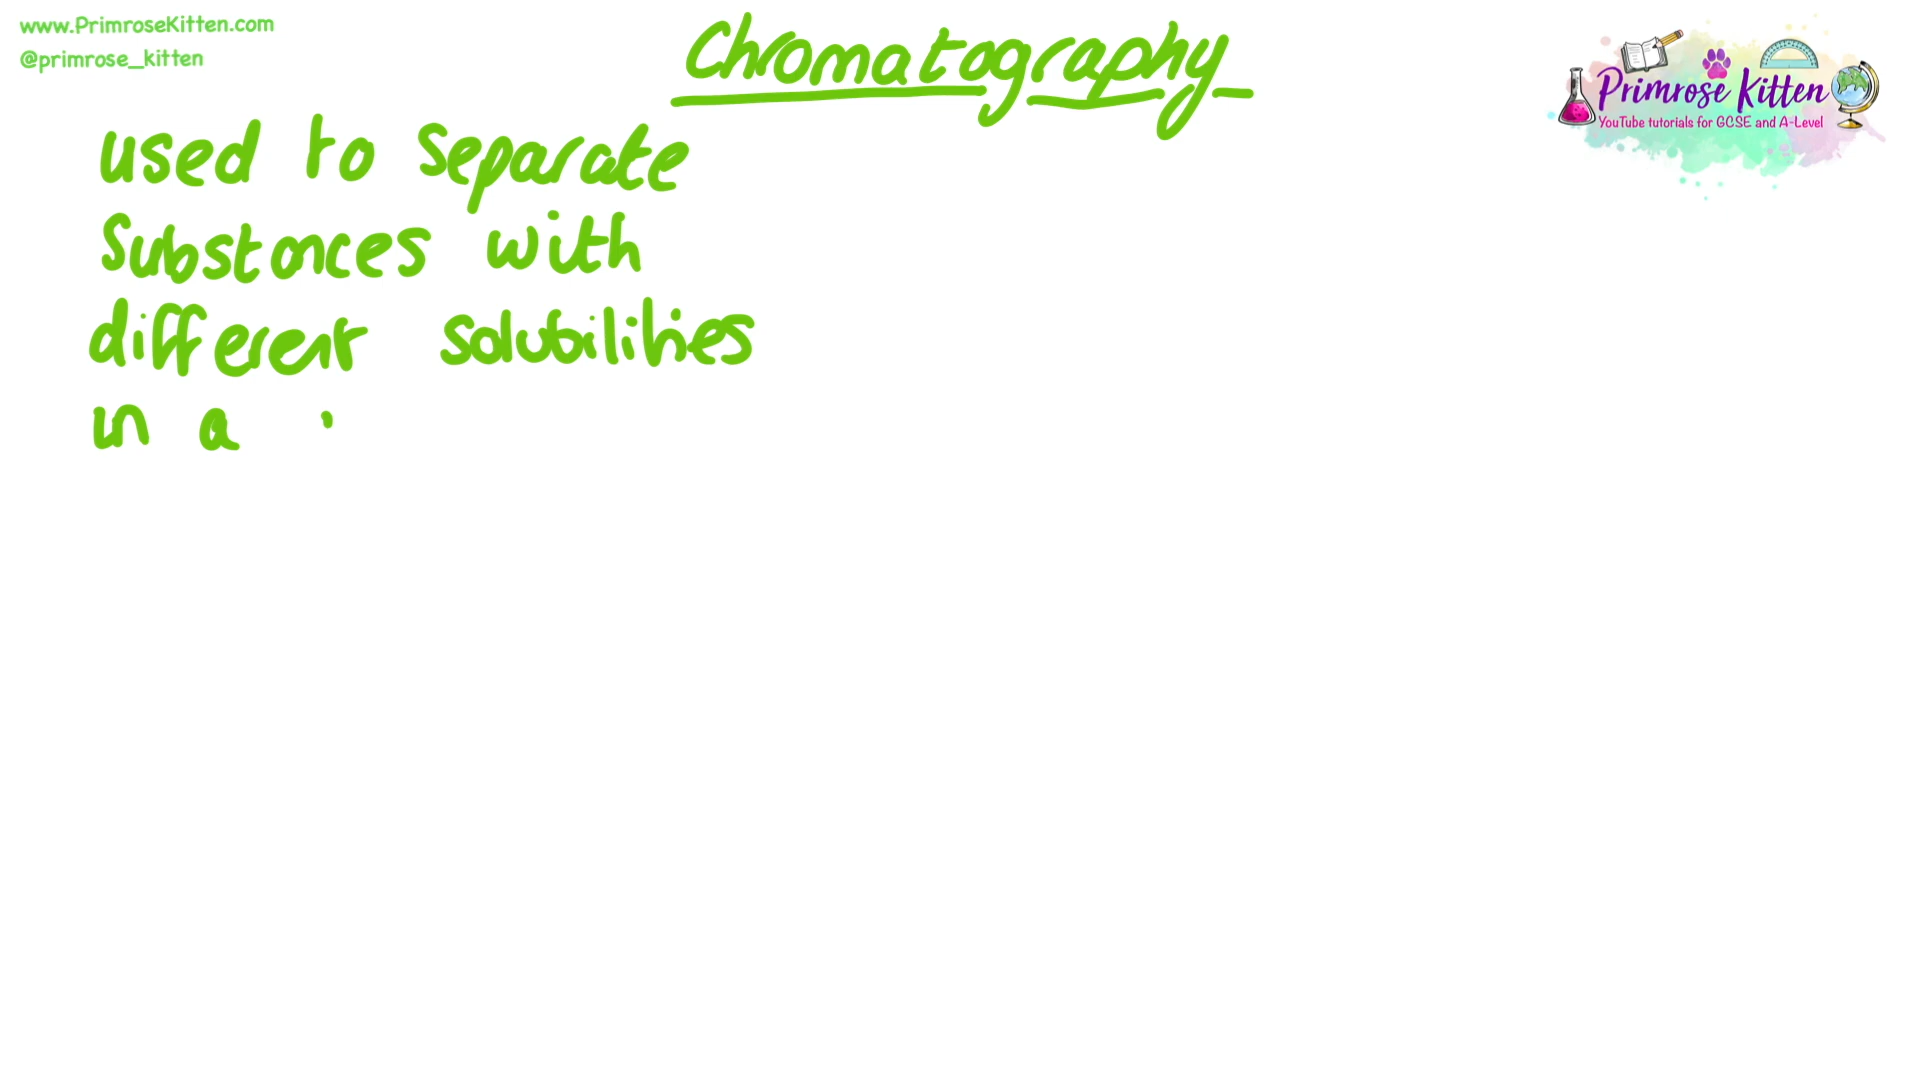 www.PrimroseKitten.com
@primrose_kitten
Chromatography
Primrose Kitten
YouTube tutorials for GCSE and A-Level
used to separate
Substances with
different solubilities
in a